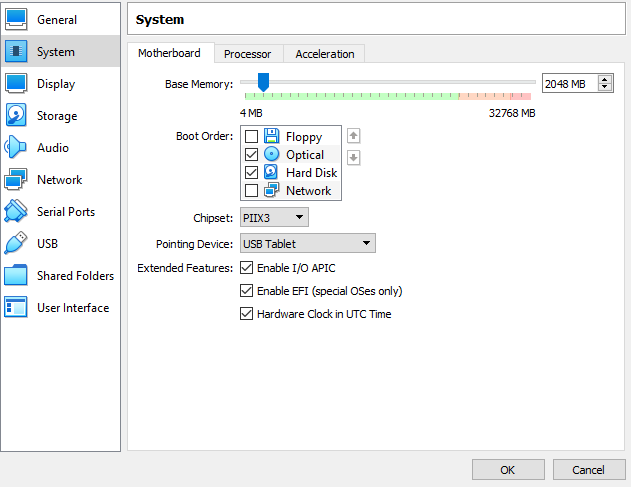 General
System
Display
Storage
Audio
Network
Serial Ports
USB
Shared Folders
User Interface
System
Motherboard Processor Acceleration
Base Memory: 2048 MB
4 MB 32768 MB
Boot Order: Floppy
Optical
Hard Disk
Network
Chipset: PIIX3
Pointing Device: USB Tablet
Extended Features: Enable I/O APIC
Enable EFI (special OSes only)
Hardware Clock in UTC Time
OK Cancel